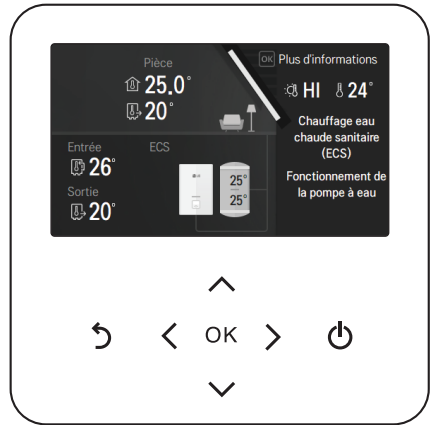 Pièce
25.0°
20°
Entrée
26°
Sortie
20°
ECS
25°
25°
OK Plus d'informations
HI 24°
Chauffage eau
chaude sanitaire
(ECS)
Fonctionnement de
la pompe à eau
OK